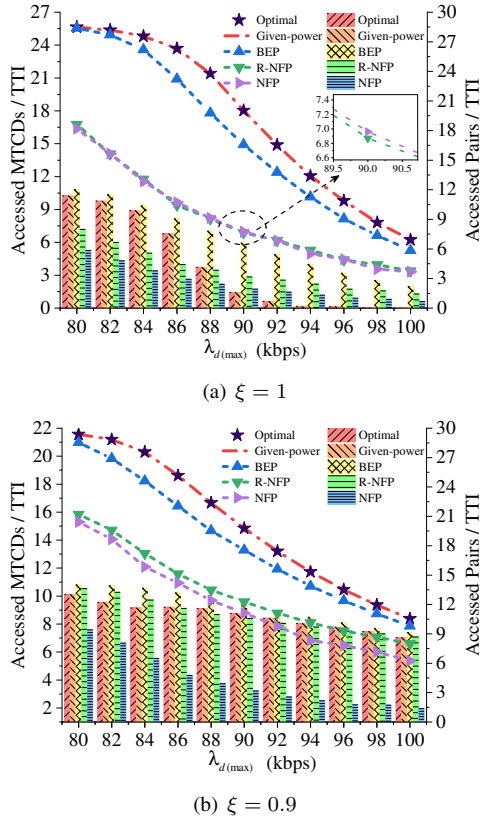 27
24
21
18
15
12
9
6
3
0
Accessed MTCDs / TTI
30
27
24
21
18
15
12
9
6
3
0
Accessed Pairs / TTI
Optimal Optimal
Given-power Given-power
BEP BEP
R-NFP R-NFP
NFP NFP
7.4
7.2
7.0
6.8
6.6
89.5 90.0 90.5
80 82 84 86 88 90 92 94 96 98 100
λd(max) (kbps)
(a) ξ = 1
22
20
18
16
14
12
10
8
6
4
2
Accessed MTCDs / TTI
30
27
24
21
18
15
12
9
6
3
0
Accessed Pairs / TTI
Optimal Optimal
Given-power Given-power
BEP BEP
R-NFP R-NFP
NFP NFP
80 82 84 86 88 90 92 94 96 98 100
λd(max) (kbps)
(b) ξ = 0.9